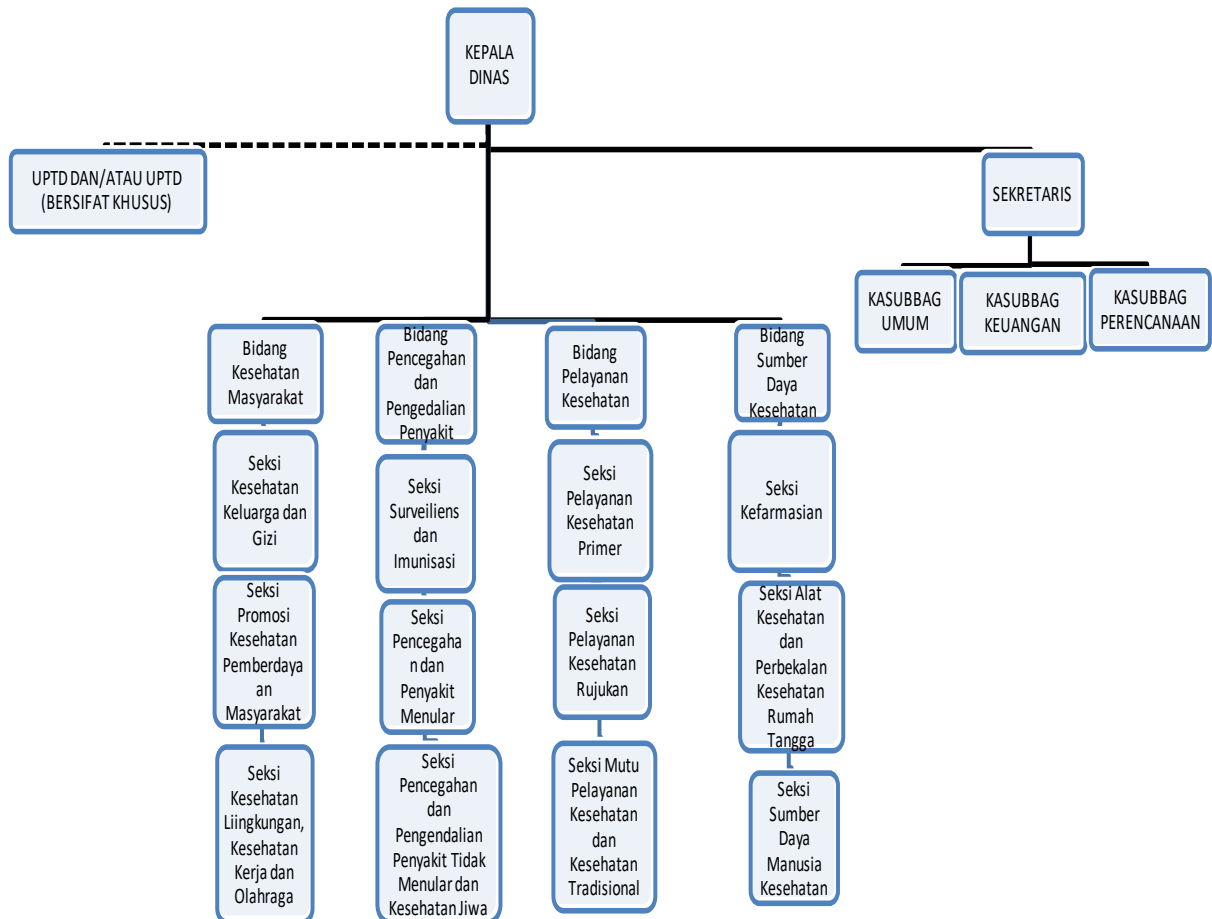 KEPALA
DINAS
UPTD DAN/ATAU UPTD
(BERSIFAT KHUSUS)
SEKRETARIS
KASUBBAG
UMUM
KASUBBAG
KEUANGAN
KASUBBAG
PERENCANAAN
Bidang
Kesehatan
Masyarakat
Seksi
Kesehatan
Keluarga dan
Gizi
Seksi
Promosi
Kesehatan
Pemberdaya
an
Masyarakat
Seksi
Kesehatan
Liingkungan,
Kesehatan
Kerja dan
Olahraga
Bidang
Pencegahan
dan
Pengedalian
Penyakit
Seksi
Surveiliens
dan
Imunisasi
Seksi
Pencegaha
n dan
Penyakit
Menular
Seksi
Pencegahan
dan
Pengendalian
Penyakit Tidak
Menular dan
Kesehatan Jiwa
Bidang
Pelayanan
Kesehatan
Seksi
Pelayanan
Kesehatan
Primer
Seksi
Pelayanan
Kesehatan
Rujukan
Seksi Mutu
Pelayanan
Kesehatan
dan
Kesehatan
Tradisional
Bidang
Sumber
Daya
Kesehatan
Seksi
Kefarmasian
Seksi Alat
Kesehatan
dan
Perbekalan
Kesehatan
Rumah
Tangga
Seksi
Sumber
Daya
Manusia
Kesehatan